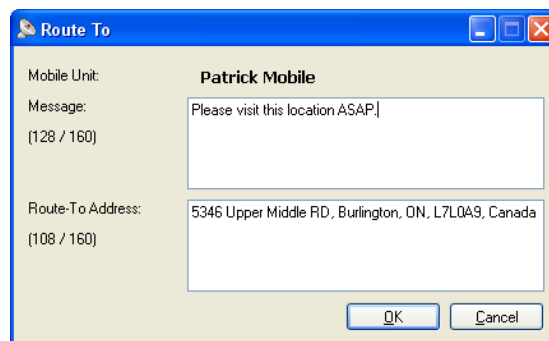 Route To
Mobile Unit: Patrick Mobile
Message: Please visit this location ASAP.
(128 / 160)
Route-To Address: 5346 Upper Middle RD, Burlington, ON, L7L0A9, Canada
(108 / 160)
OK Cancel